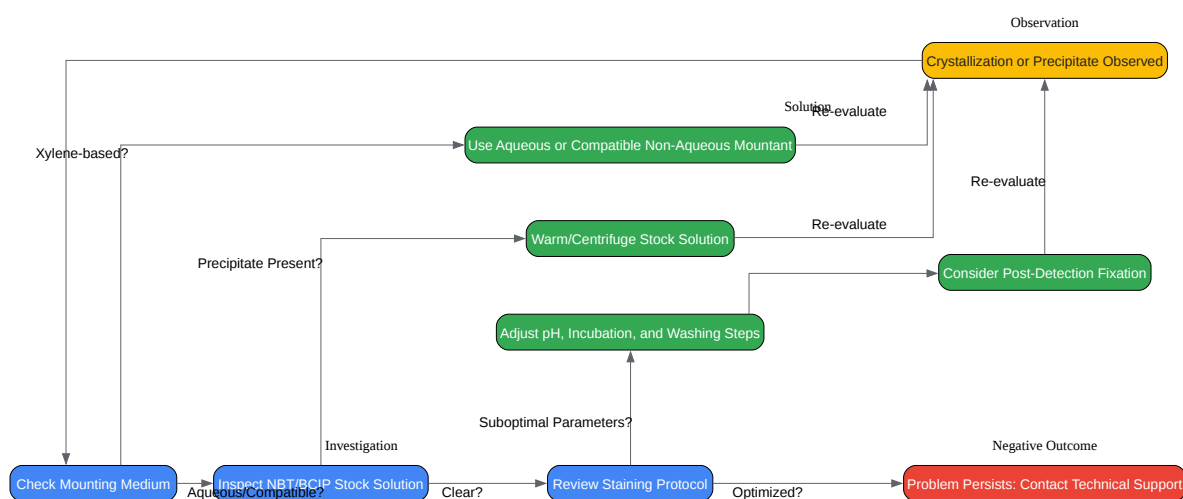 Observation
Crystallization or Precipitate Observed
Solution
Re-evaluate
Use Aqueous or Compatible Non-Aqueous Mountant
Xylene-based?
Re-evaluate
Re-evaluate
Warm/Centrifuge Stock Solution
Precipitate Present?
Consider Post-Detection Fixation
Adjust pH, Incubation, and Washing Steps
Suboptimal Parameters?
Investigation
Negative Outcome
Check Mounting Medium
Aqueous/Compatible?
Inspect NBT/BCIP Stock Solution
Clear?
Review Staining Protocol
Optimized?
Problem Persists: Contact Technical Support